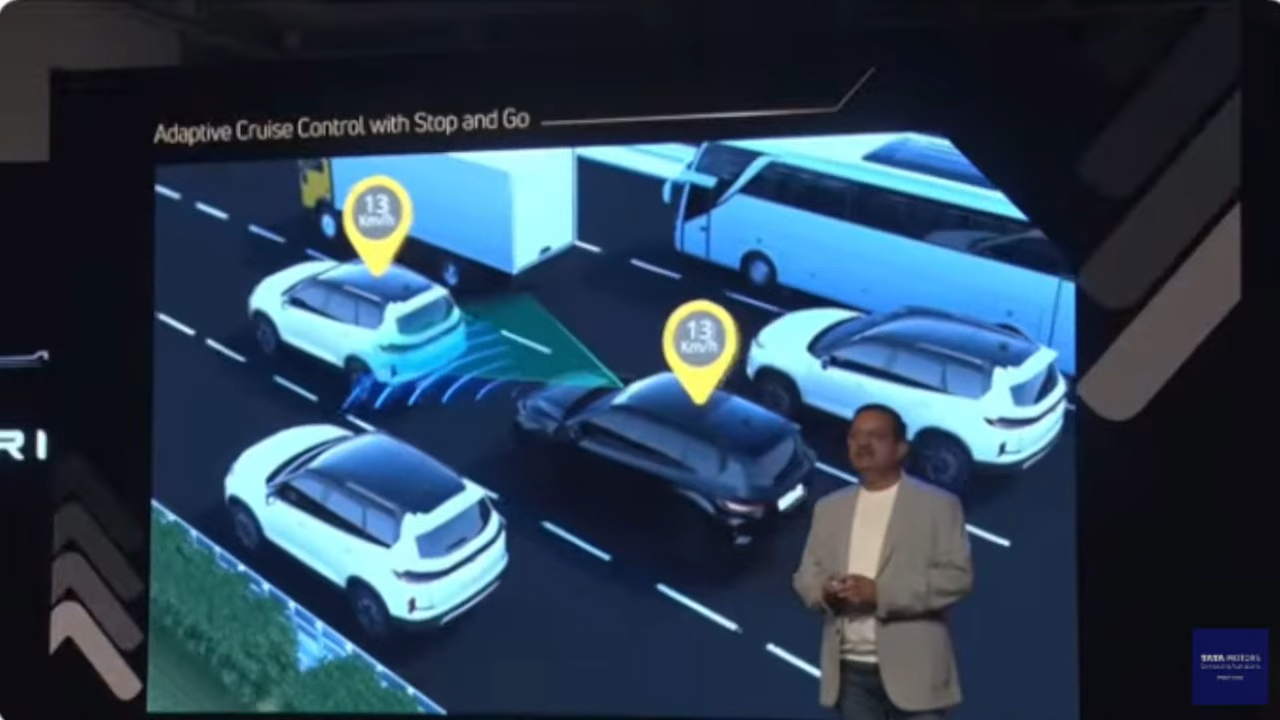 Adaptive Cruise Control with Stop and Go
13
Km/h
13
Km/h
RI
TATA MOTORS